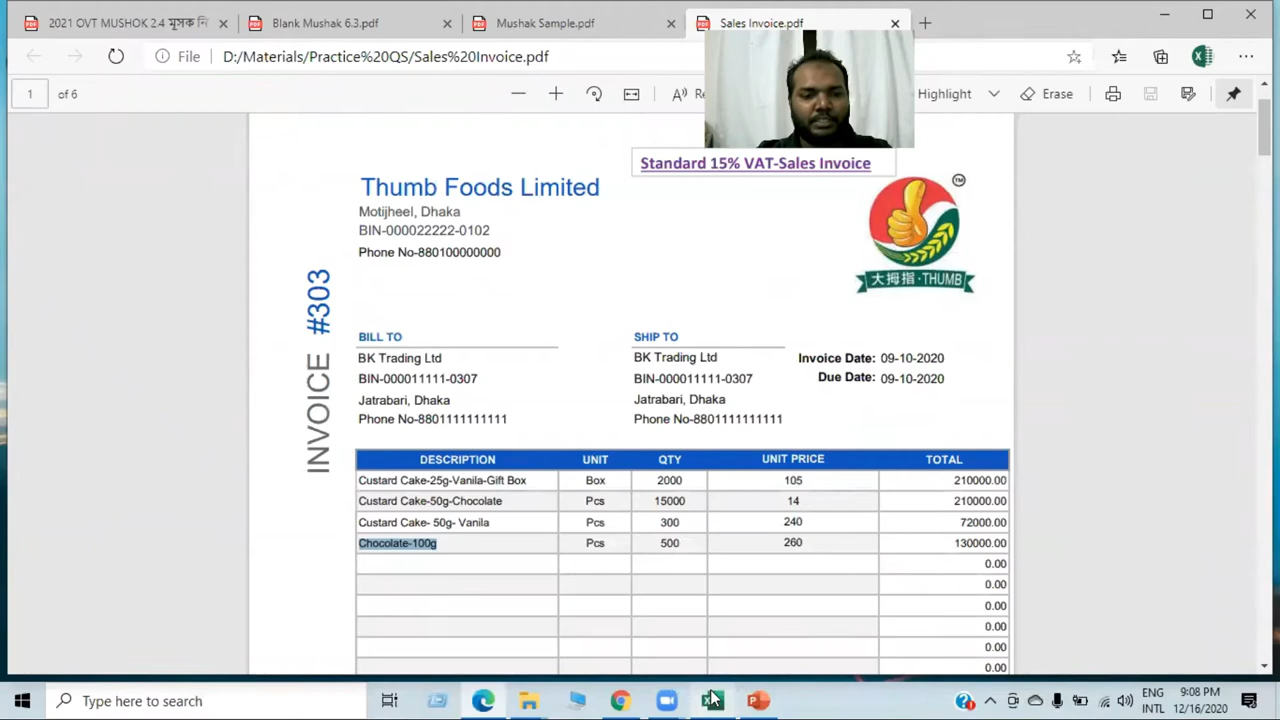 2021 OVT MUSHOK 2.4 মূসক নি
Blank Mushak 6.3.pdf
Mushak Sample.pdf
Sales Invoice.pdf
File
D:/Materials/Practice%20QS/Sales%20Invoice.pdf
1 of 6
Highlight
Erase
Standard 15% VAT-Sales Invoice
Thumb Foods Limited
Motijheel, Dhaka
BIN-000022222-0102
Phone No-880100000000
TM
大拇指·THUMB
INVOICE #303
BILL TO
BK Trading Ltd
BIN-000011111-0307
Jatrabari, Dhaka
Phone No-8801111111111
SHIP TO
BK Trading Ltd
BIN-000011111-0307
Jatrabari, Dhaka
Phone No-8801111111111
Invoice Date: 09-10-2020
Due Date: 09-10-2020
DESCRIPTION UNIT QTY UNIT PRICE TOTAL
Custard Cake-25g-Vanila-Gift Box Box 2000 105 210000.00
Custard Cake-50g-Chocolate Pcs 15000 14 210000.00
Custard Cake- 50g- Vanila Pcs 300 240 72000.00
Chocolate-100g Pcs 500 260 130000.00
0.00
0.00
0.00
0.00
0.00
0.00
Type here to search
ENG
INTL
9:08 PM
12/16/2020